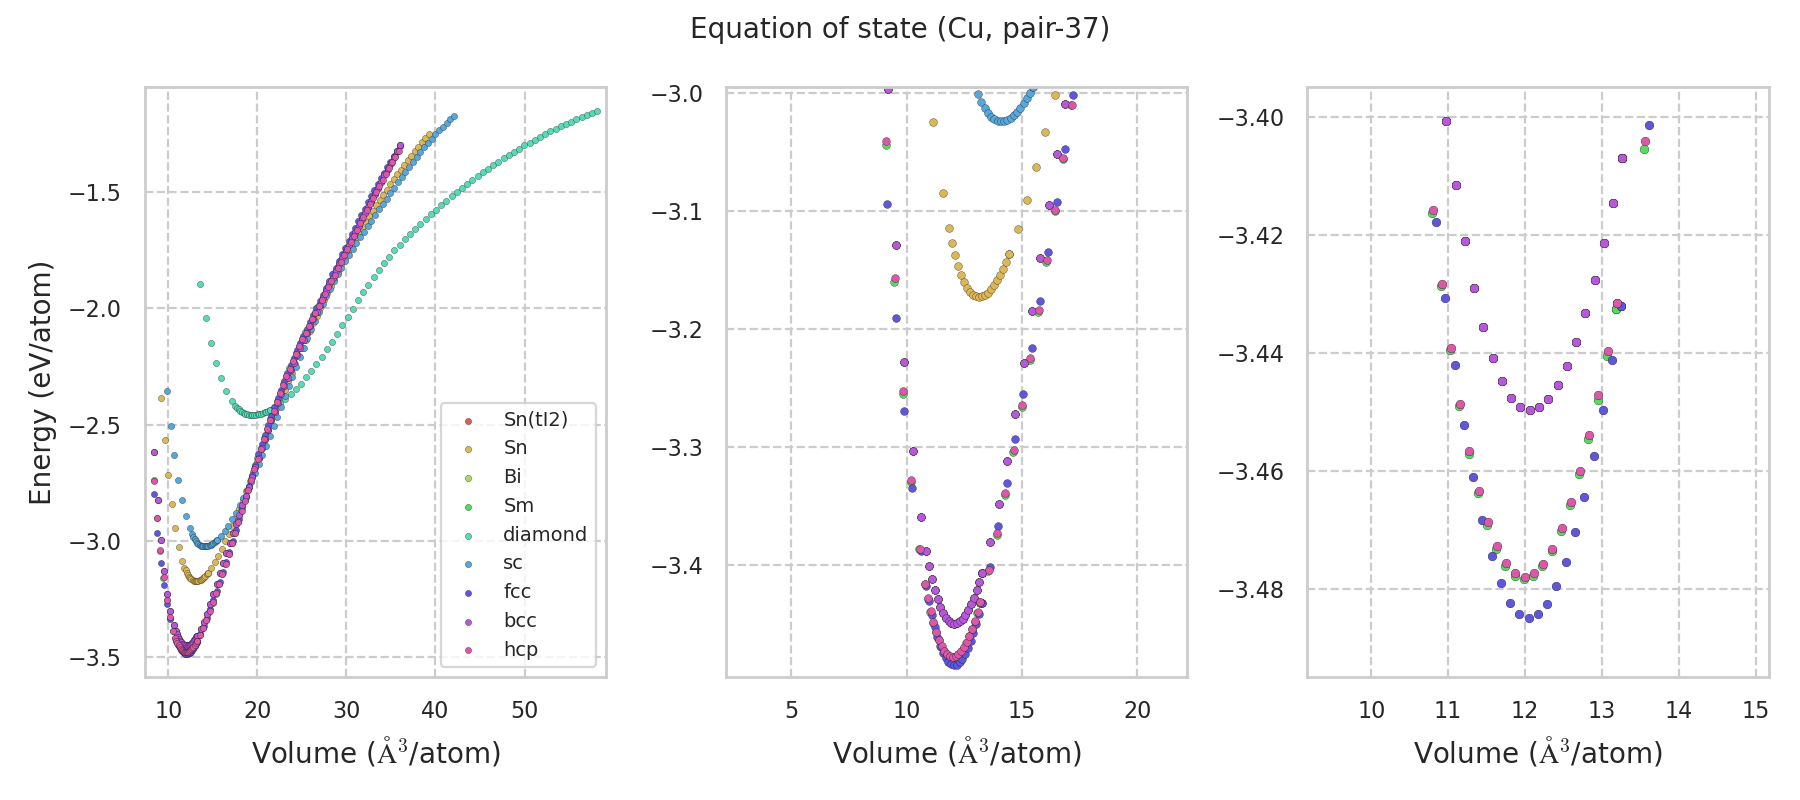 Equation of state (Cu, pair-37)
Energy (eV/atom)
−1.5
−2.0
−2.5
−3.0
−3.5
10 20 30 40 50
Volume (Å³/atom)
Sn(tI2)
Sn
Bi
Sm
diamond
sc
fcc
bcc
hcp
−3.0
−3.1
−3.2
−3.3
−3.4
5 10 15 20
Volume (Å³/atom)
−3.40
−3.42
−3.44
−3.46
−3.48
10 11 12 13 14 15
Volume (Å³/atom)